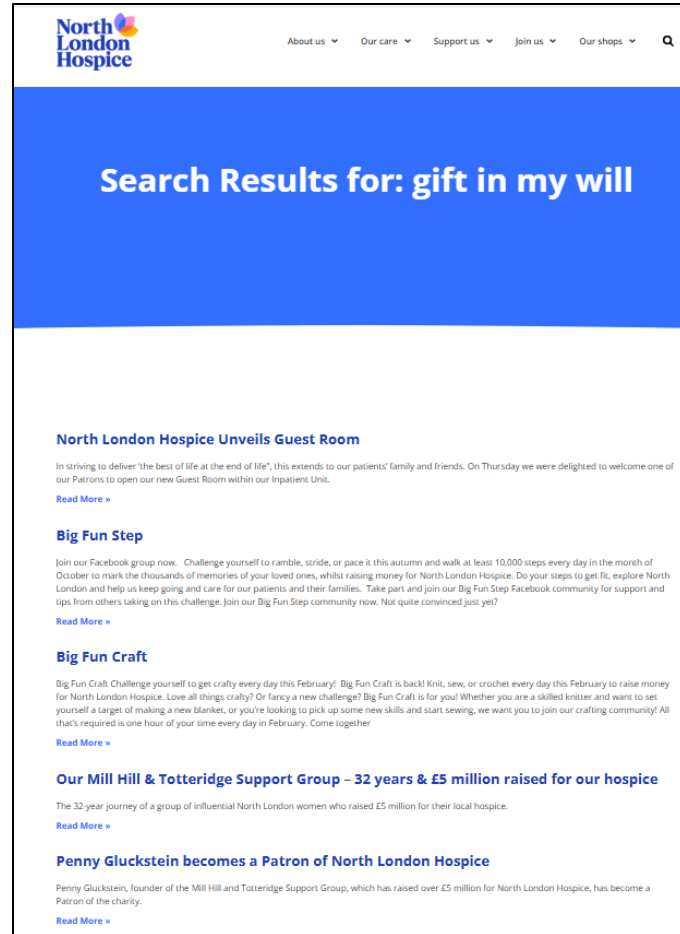 North
London
Hospice
About us
Our care
Support us
Join us
Our shops
Search Results for: gift in my will
North London Hospice Unveils Guest Room
In striving to deliver 'the best of life at the end of life", this extends to our patients' family and friends. On Thursday we were delighted to welcome one of
our Patrons to open our new Guest Room within our Inpatient Unit.
Read More »
Big Fun Step
Join our Facebook group now. Challenge yourself to ramble, stride, or pace it this autumn and walk at least 10,000 steps every day in the month of
October to mark the thousands of memories of your loved ones, whilst raising money for North London Hospice. Do your steps to get fit, explore North
London and help us keep going and care for our patients and their families. Take part and join our Big Fun Step Facebook community for support and
tips from others taking on this challenge. Join our Big Fun Step community now. Not quite convinced just yet?
Read More »
Big Fun Craft
Big Fun Craft Challenge yourself to get crafty every day this February! Big Fun Craft is back! Knit, sew, or crochet every day this February to raise money
for North London Hospice. Love all things crafty? Or fancy a new challenge? Big Fun Craft is for you! Whether you are a skilled knitter and want to set
yourself a target of making a new blanket, or you're looking to pick up some new skills and start sewing, we want you to join our crafting community! All
that's required is one hour of your time every day in February. Come together
Read More »
Our Mill Hill & Totteridge Support Group – 32 years & £5 million raised for our hospice
The 32-year journey of a group of influential North London women who raised £5 million for their local hospice.
Read More »
Penny Gluckstein becomes a Patron of North London Hospice
Penny Gluckstein, founder of the Mill Hill and Totteridge Support Group, which has raised over £5 million for North London Hospice, has become a
Patron of the charity.
Read More »